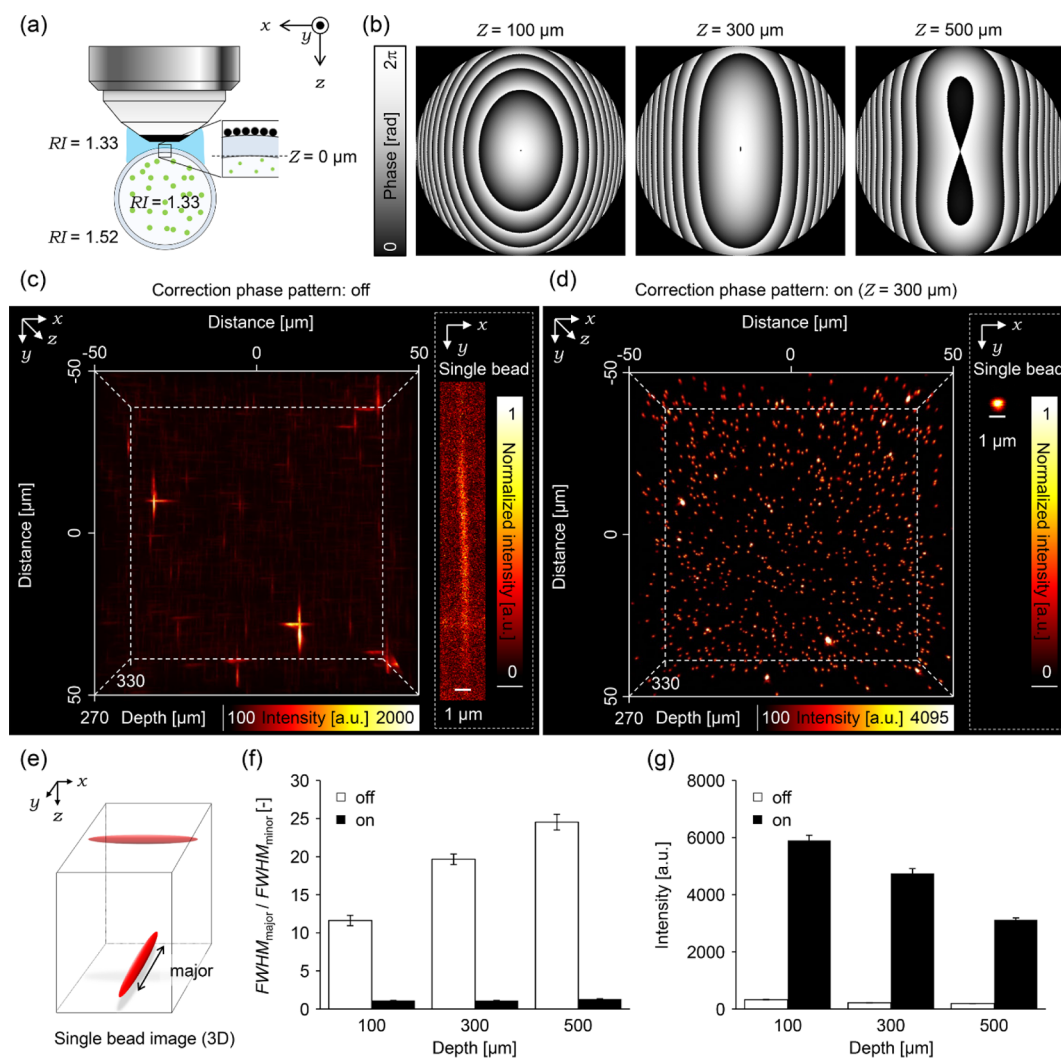 (a)
x
y
z
RI = 1.33
Z = 0 µm
RI = 1.33
RI = 1.52
(b)
Z = 100 µm
Z = 300 µm
Z = 500 µm
0 Phase [rad] 2π
(c)
Correction phase pattern: off
x
z
y
Distance [µm]
-50 0 50
-50
0
50
Distance [µm]
330
270 Depth [µm] 100 Intensity [a.u.] 2000
x
y
Single bead
1
Normalized intensity [a.u.]
0
1 µm
(d)
Correction phase pattern: on (Z = 300 µm)
x
z
y
Distance [µm]
-50 0 50
-50
0
50
Distance [µm]
330
270 Depth [µm] 100 Intensity [a.u.] 4095
x
y
Single bead
1 µm
1
Normalized intensity [a.u.]
0
(e)
x
y
z
major
Single bead image (3D)
(f)
FWHMmajor / FWHMminor [-]
30
25
20
15
10
5
0
off
on
100 300 500
Depth [µm]
(g)
Intensity [a.u.]
8000
6000
4000
2000
0
off
on
100 300 500
Depth [µm]